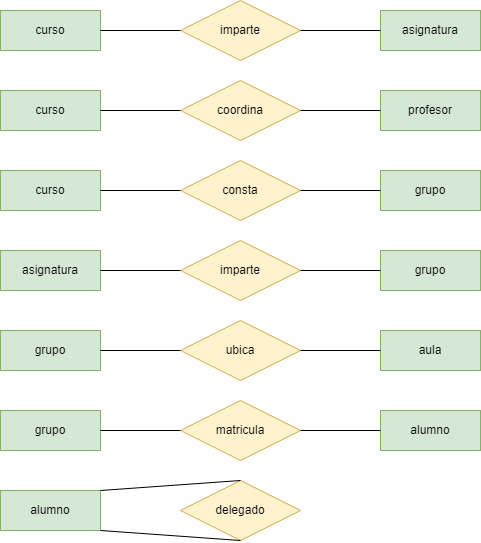 curso imparte asignatura
curso coordina profesor
curso consta grupo
asignatura imparte grupo
grupo ubica aula
grupo matricula alumno
alumno delegado